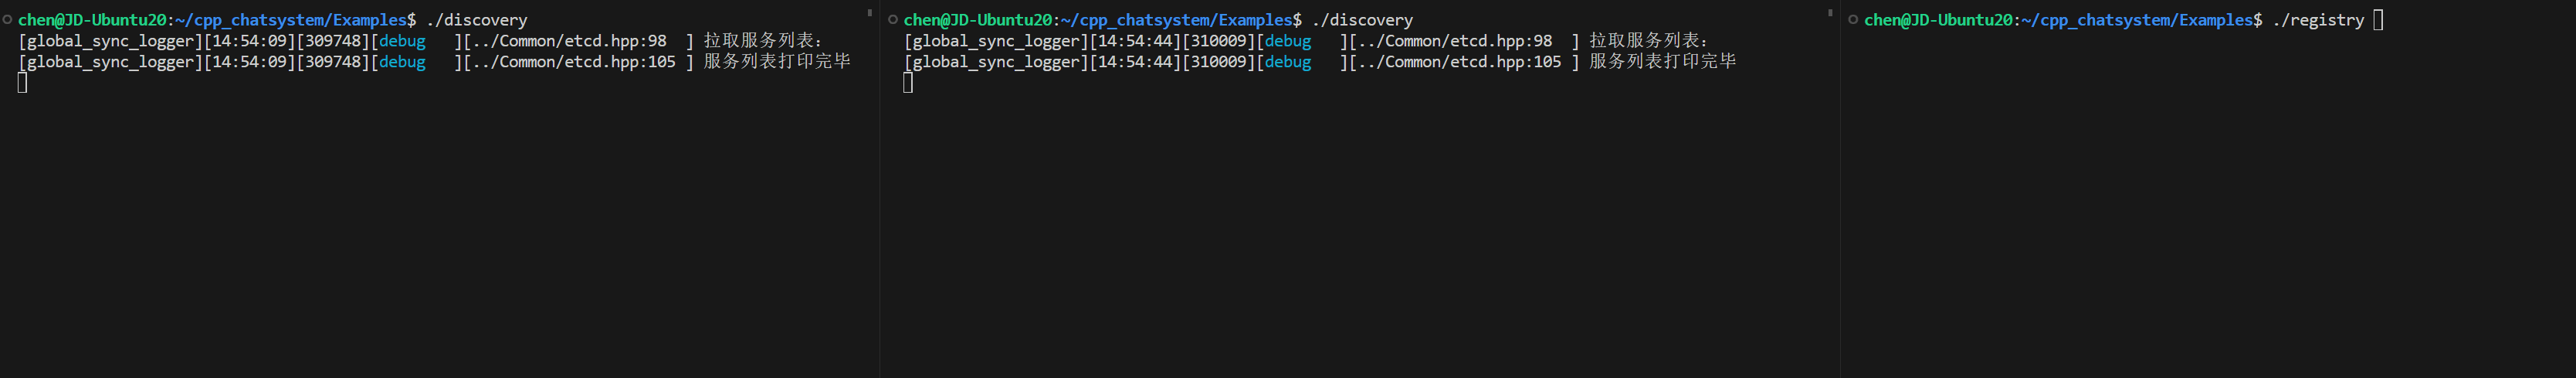 chen@JD-Ubuntu20:~/cpp_chatsystem/Examples$ ./discovery
[global_sync_logger][14:54:09][309748][debug   ][../Common/etcd.hpp:98  ] 拉取服务列表：
[global_sync_logger][14:54:09][309748][debug   ][../Common/etcd.hpp:105 ] 服务列表打印完毕
chen@JD-Ubuntu20:~/cpp_chatsystem/Examples$ ./discovery
[global_sync_logger][14:54:44][310009][debug   ][../Common/etcd.hpp:98  ] 拉取服务列表：
[global_sync_logger][14:54:44][310009][debug   ][../Common/etcd.hpp:105 ] 服务列表打印完毕
chen@JD-Ubuntu20:~/cpp_chatsystem/Examples$ ./registry